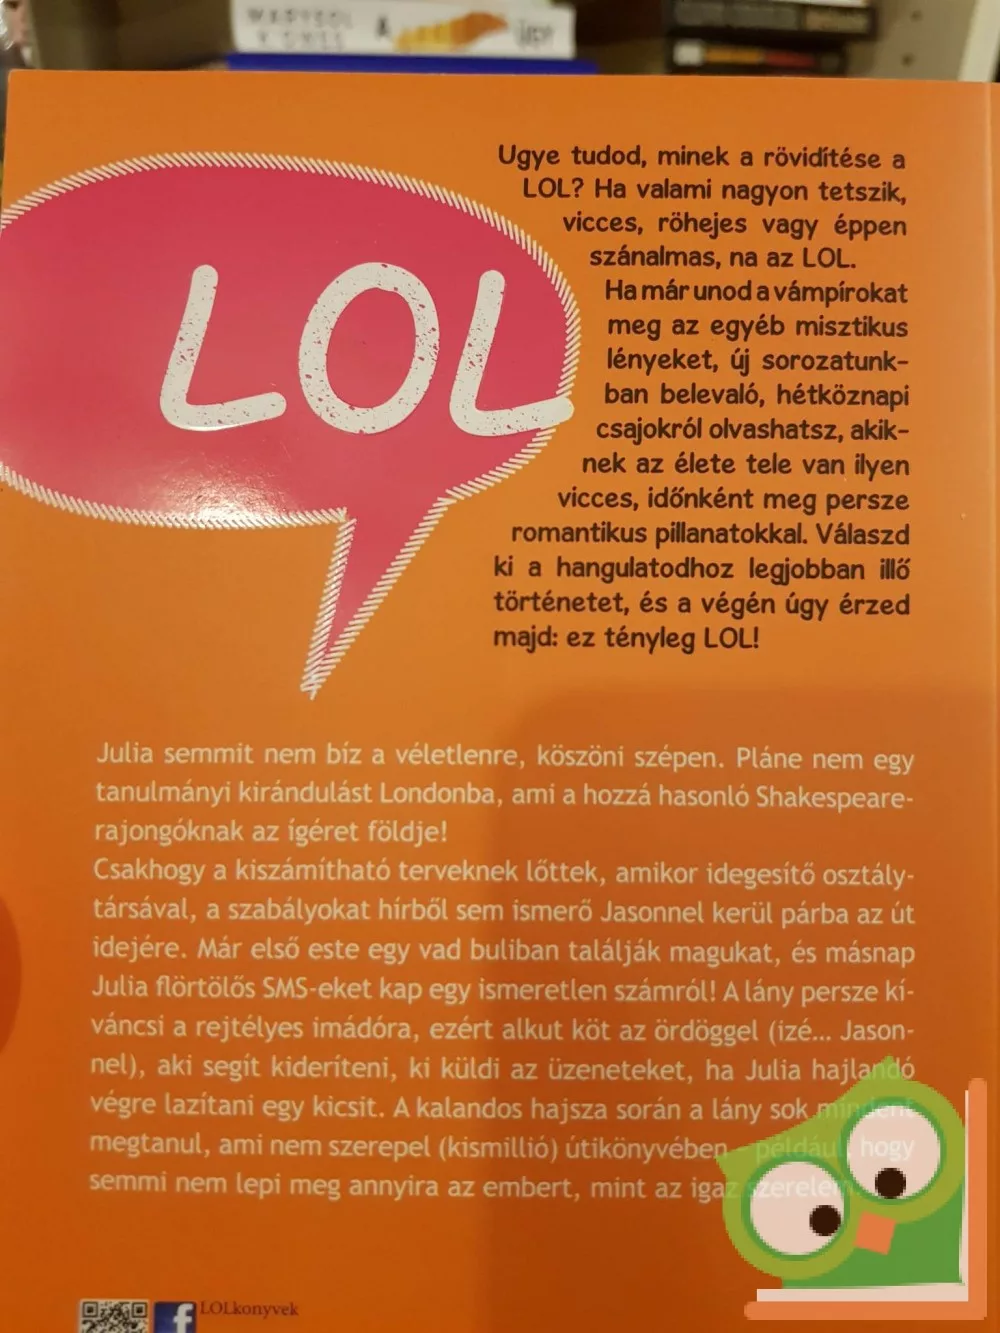 MARYSOL
A
ügy
LOL
Ugye tudod, minek a rövidítése a
LOL? Ha valami nagyon tetszik,
vicces, röhejes vagy éppen
szánalmas, na az LOL.
Ha már unod a vámpírokat
meg az egyéb misztikus
lényeket, új sorozatunk-
ban belevaló, hétköznapi
csajokról olvashatsz, akik-
nek az élete tele van ilyen
vicces, időnként meg persze
romantikus pillanatokkal. Válaszd
ki a hangulatodhoz legjobban illő
történetet, és a végén úgy érzed
majd: ez tényleg LOL!
Julia semmit nem bíz a véletlenre, köszöni szépen. Pláne nem egy
tanulmányi kirándulást Londonba, ami a hozzá hasonló Shakespeare-
rajongóknak az ígéret földje!
Csakhogy a kiszámítható terveknek lőttek, amikor idegesítő osztály-
társával, a szabályokat hírből sem ismerő Jasonnel kerül párba az út
idejére. Már első este egy vad buliban találják magukat, és másnap
Julia flörtölős SMS-eket kap egy ismeretlen számról! A lány persze kí-
váncsi a rejtélyes imádóra, ezért alkut köt az ördöggel (izé... Jason-
nel), aki segít kideríteni, ki küldi az üzeneteket, ha Julia hajlandó
végre lazítani egy kicsit. A kalandos hajsza során a lány sok mindent
megtanul, ami nem szerepel (kismillió) útikönyvében – például, hogy
semmi nem lepi meg annyira az embert, mint az igaz szerelem.
f LOLkonyvek